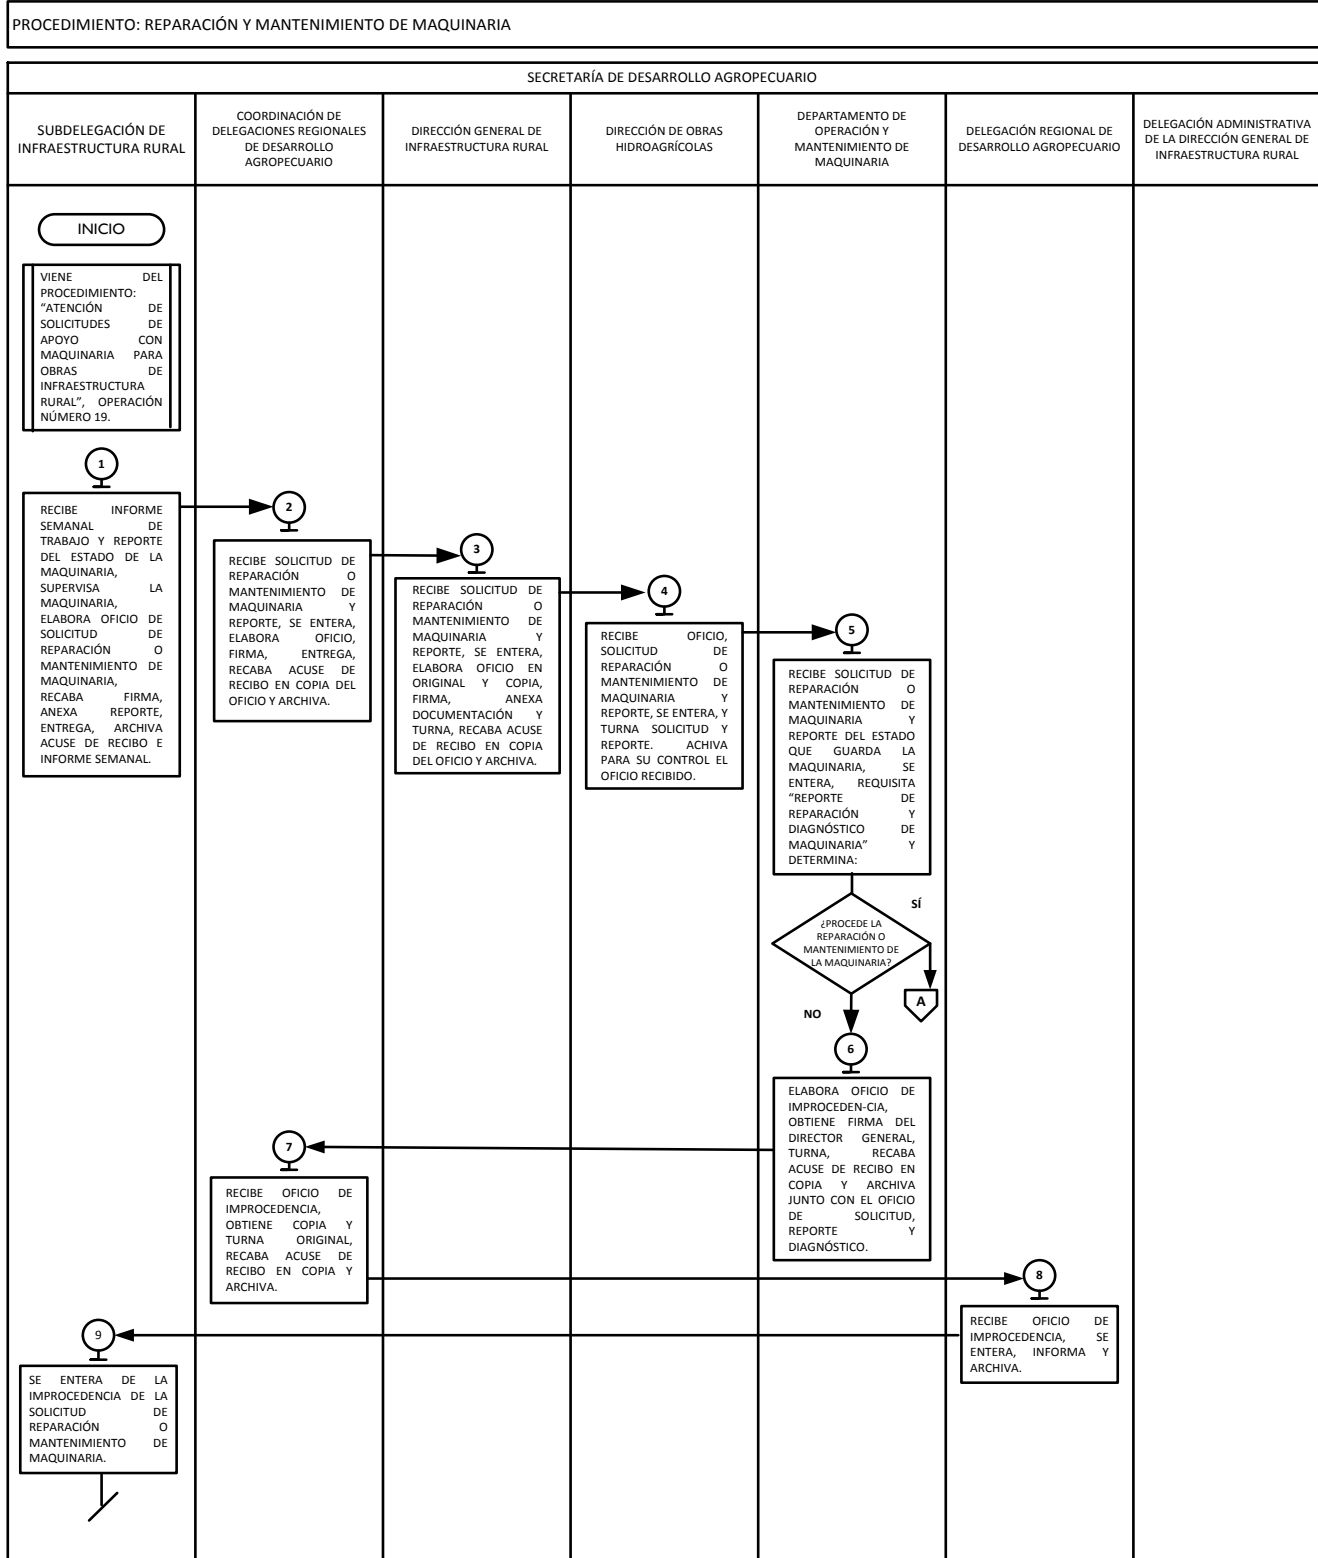 PROCEDIMIENTO: REPARACIÓN Y MANTENIMIENTO DE MAQUINARIA
SECRETARÍA DE DESARROLLO AGROPECUARIO
SUBDELEGACIÓN DE
INFRAESTRUCTURA RURAL
COORDINACIÓN DE
DELEGACIONES REGIONALES
DE DESARROLLO
AGROPECUARIO
DIRECCIÓN GENERAL DE
INFRAESTRUCTURA RURAL
DIRECCIÓN DE OBRAS
HIDROAGRÍCOLAS
DEPARTAMENTO DE
OPERACIÓN Y
MANTENIMIENTO DE
MAQUINARIA
DELEGACIÓN REGIONAL DE
DESARROLLO AGROPECUARIO
DELEGACIÓN ADMINISTRATIVA
DE LA DIRECCIÓN GENERAL DE
INFRAESTRUCTURA RURAL
INICIO
VIENE DEL
PROCEDIMIENTO:
“ATENCIÓN DE
SOLICITUDES DE
APOYO CON
MAQUINARIA PARA
OBRAS DE
INFRAESTRUCTURA
RURAL”, OPERACIÓN
NÚMERO 19.
1
RECIBE INFORME
SEMANAL DE
TRABAJO Y REPORTE
DEL ESTADO DE LA
MAQUINARIA,
SUPERVISA LA
MAQUINARIA,
ELABORA OFICIO DE
SOLICITUD DE
REPARACIÓN O
MANTENIMIENTO DE
MAQUINARIA,
RECABA FIRMA,
ANEXA REPORTE,
ENTREGA, ARCHIVA
ACUSE DE RECIBO E
INFORME SEMANAL.
2
RECIBE SOLICITUD DE
REPARACIÓN O
MANTENIMIENTO DE
MAQUINARIA Y
REPORTE, SE ENTERA,
ELABORA OFICIO,
FIRMA, ENTREGA,
RECABA ACUSE DE
RECIBO EN COPIA DEL
OFICIO Y ARCHIVA.
3
RECIBE SOLICITUD DE
REPARACIÓN O
MANTENIMIENTO DE
MAQUINARIA Y
REPORTE, SE ENTERA,
ELABORA OFICIO EN
ORIGINAL Y COPIA,
FIRMA, ANEXA
DOCUMENTACIÓN Y
TURNA, RECABA ACUSE
DE RECIBO EN COPIA
DEL OFICIO Y ARCHIVA.
4
RECIBE OFICIO,
SOLICITUD DE
REPARACIÓN O
MANTENIMIENTO DE
MAQUINARIA Y
REPORTE, SE ENTERA, Y
TURNA SOLICITUD Y
REPORTE. ACHIVA
PARA SU CONTROL EL
OFICIO RECIBIDO.
5
RECIBE SOLICITUD DE
REPARACIÓN O
MANTENIMIENTO DE
MAQUINARIA Y
REPORTE DEL ESTADO
QUE GUARDA LA
MAQUINARIA, SE
ENTERA, REQUISITA
“REPORTE DE
REPARACIÓN Y
DIAGNÓSTICO DE
MAQUINARIA” Y
DETERMINA:
¿PROCEDE LA
REPARACIÓN O
MANTENIMIENTO DE
LA MAQUINARIA?
SÍ
A
NO
6
ELABORA OFICIO DE
IMPROCEDEN-CIA,
OBTIENE FIRMA DEL
DIRECTOR GENERAL,
TURNA, RECABA
ACUSE DE RECIBO EN
COPIA Y ARCHIVA
JUNTO CON EL OFICIO
DE SOLICITUD,
REPORTE Y
DIAGNÓSTICO.
7
RECIBE OFICIO DE
IMPROCEDENCIA,
OBTIENE COPIA Y
TURNA ORIGINAL,
RECABA ACUSE DE
RECIBO EN COPIA Y
ARCHIVA.
8
RECIBE OFICIO DE
IMPROCEDENCIA, SE
ENTERA, INFORMA Y
ARCHIVA.
9
SE ENTERA DE LA
IMPROCEDENCIA DE LA
SOLICITUD DE
REPARACIÓN O
MANTENIMIENTO DE
MAQUINARIA.